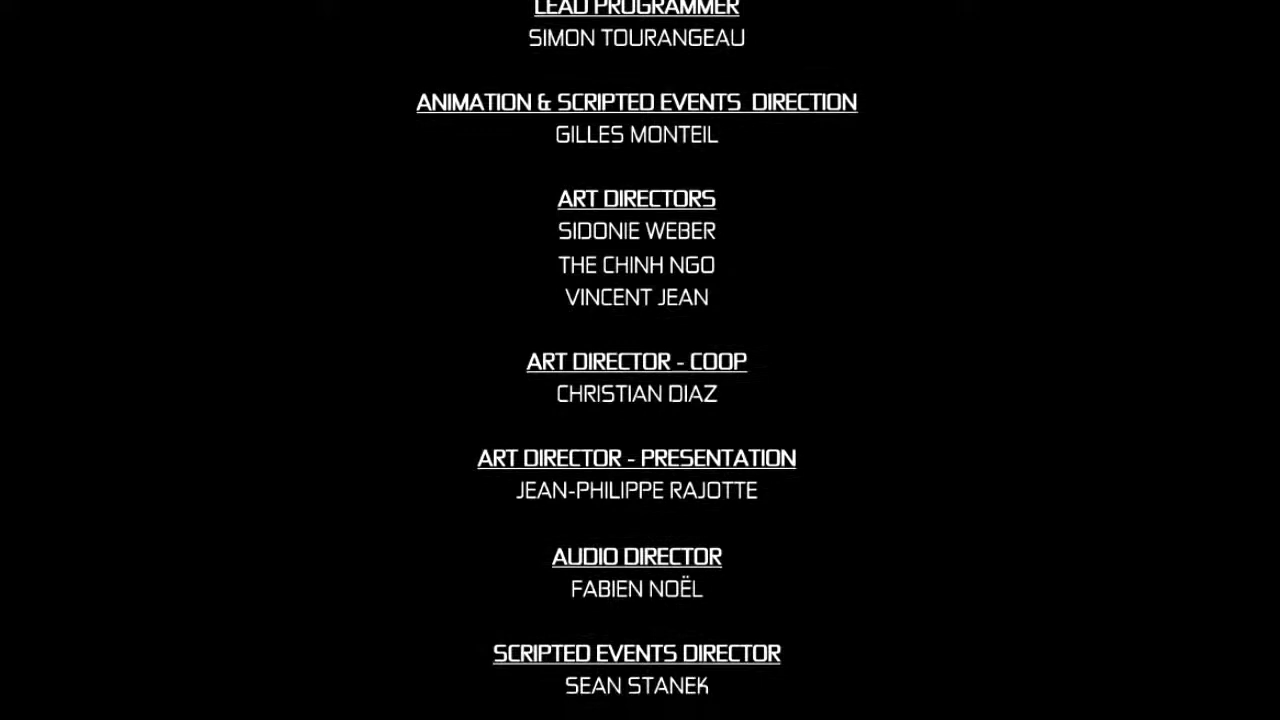 LEAD PROGRAMMER
SIMON TOURANGEAU
ANIMATION & SCRIPTED EVENTS  DIRECTION
GILLES MONTEIL
ART DIRECTORS
SIDONIE WEBER
THE CHINH NGO
VINCENT JEAN
ART DIRECTOR - COOP
CHRISTIAN DIAZ
ART DIRECTOR - PRESENTATION
JEAN-PHILIPPE RAJOTTE
AUDIO DIRECTOR
FABIEN NOËL
SCRIPTED EVENTS DIRECTOR
SEAN STANEK